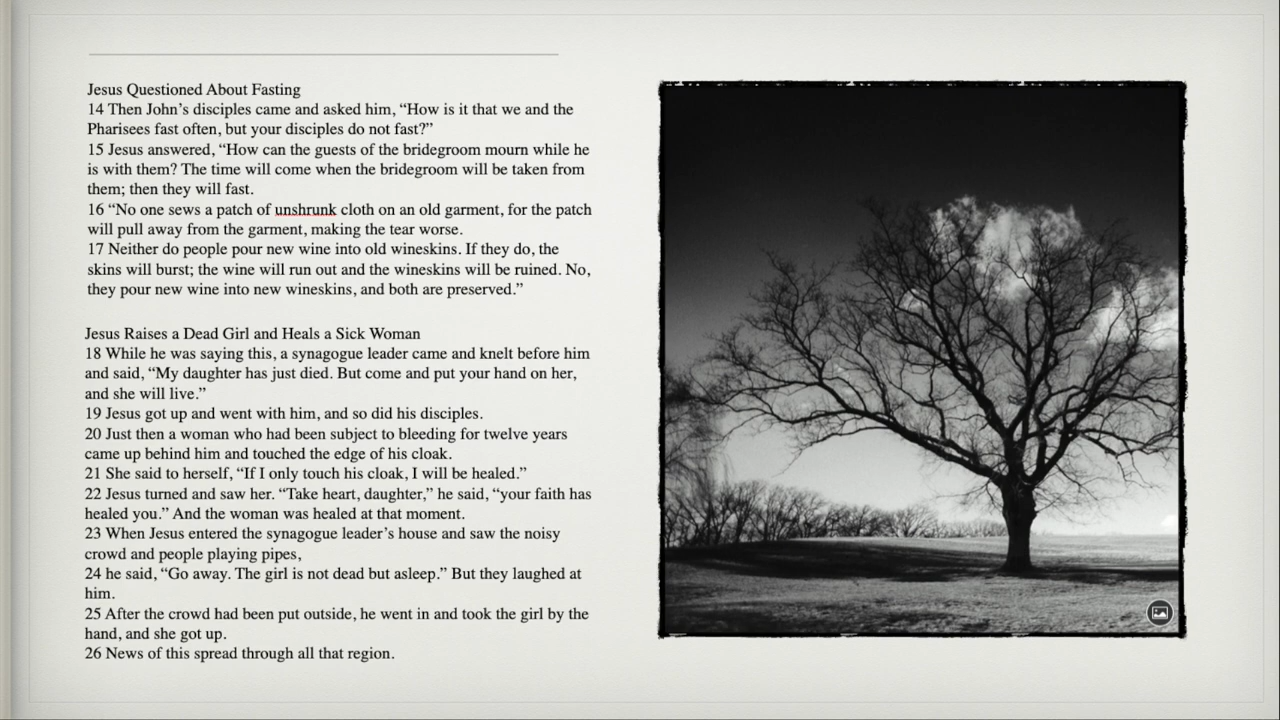 Jesus Questioned About Fasting
14 Then John’s disciples came and asked him, “How is it that we and the
Pharisees fast often, but your disciples do not fast?”
15 Jesus answered, “How can the guests of the bridegroom mourn while he
is with them? The time will come when the bridegroom will be taken from
them; then they will fast.
16 “No one sews a patch of unshrunk cloth on an old garment, for the patch
will pull away from the garment, making the tear worse.
17 Neither do people pour new wine into old wineskins. If they do, the
skins will burst; the wine will run out and the wineskins will be ruined. No,
they pour new wine into new wineskins, and both are preserved.”
Jesus Raises a Dead Girl and Heals a Sick Woman
18 While he was saying this, a synagogue leader came and knelt before him
and said, “My daughter has just died. But come and put your hand on her,
and she will live.”
19 Jesus got up and went with him, and so did his disciples.
20 Just then a woman who had been subject to bleeding for twelve years
came up behind him and touched the edge of his cloak.
21 She said to herself, “If I only touch his cloak, I will be healed.”
22 Jesus turned and saw her. “Take heart, daughter,” he said, “your faith has
healed you.” And the woman was healed at that moment.
23 When Jesus entered the synagogue leader’s house and saw the noisy
crowd and people playing pipes,
24 he said, “Go away. The girl is not dead but asleep.” But they laughed at
him.
25 After the crowd had been put outside, he went in and took the girl by the
hand, and she got up.
26 News of this spread through all that region.